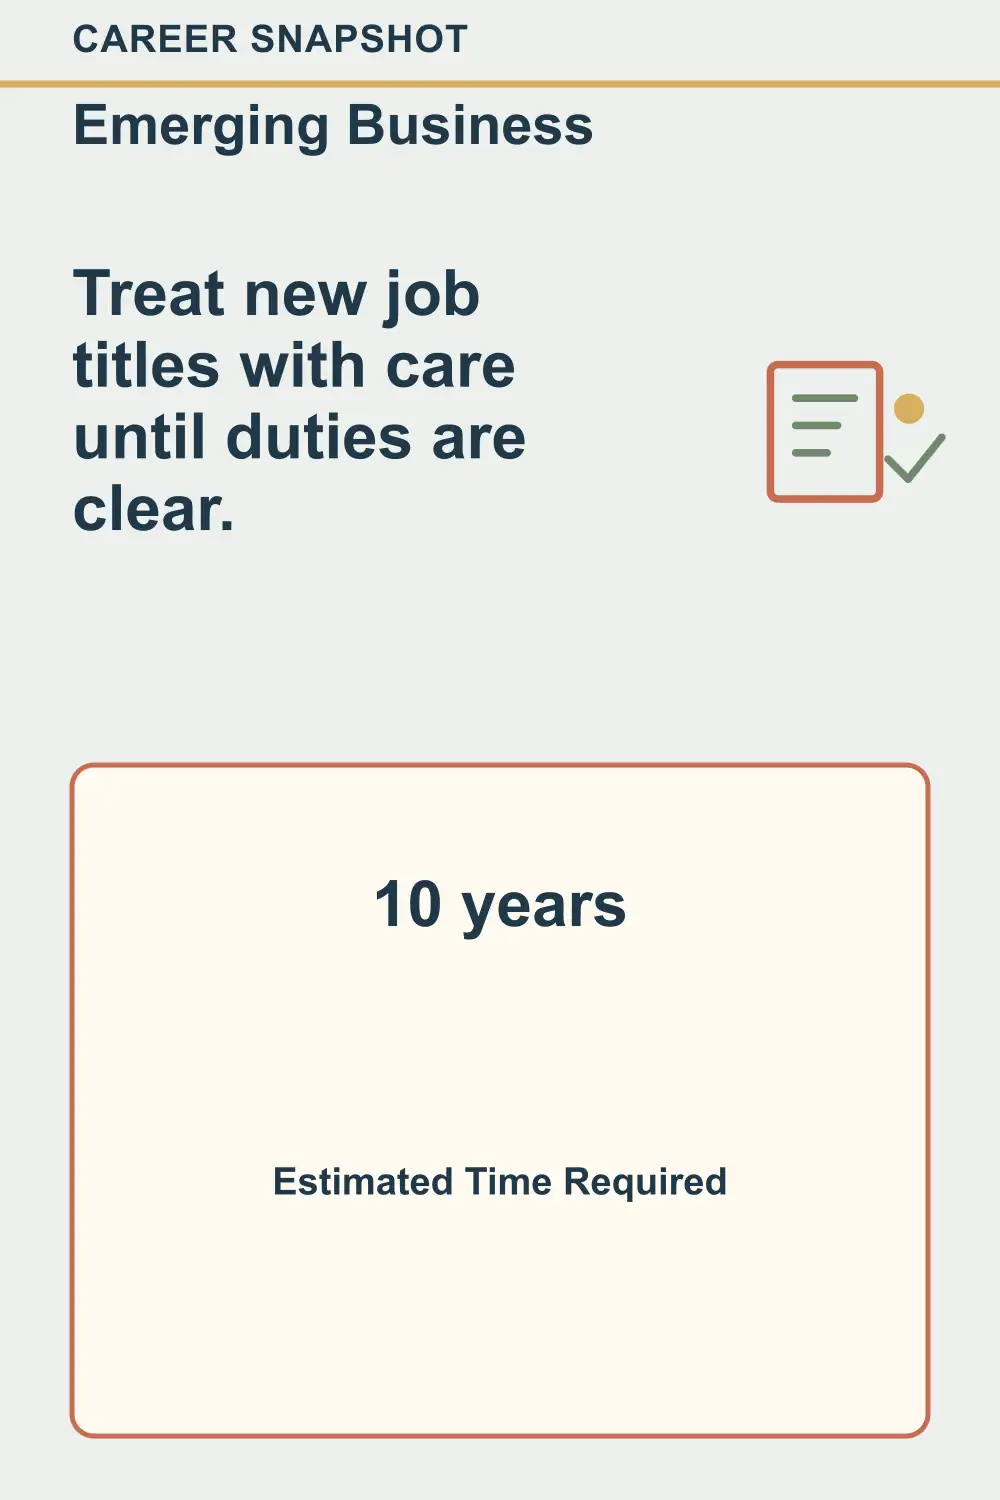 CAREER SNAPSHOT
Emerging Business
Treat new job
titles with care
until duties are
clear.
10 years
Estimated Time Required